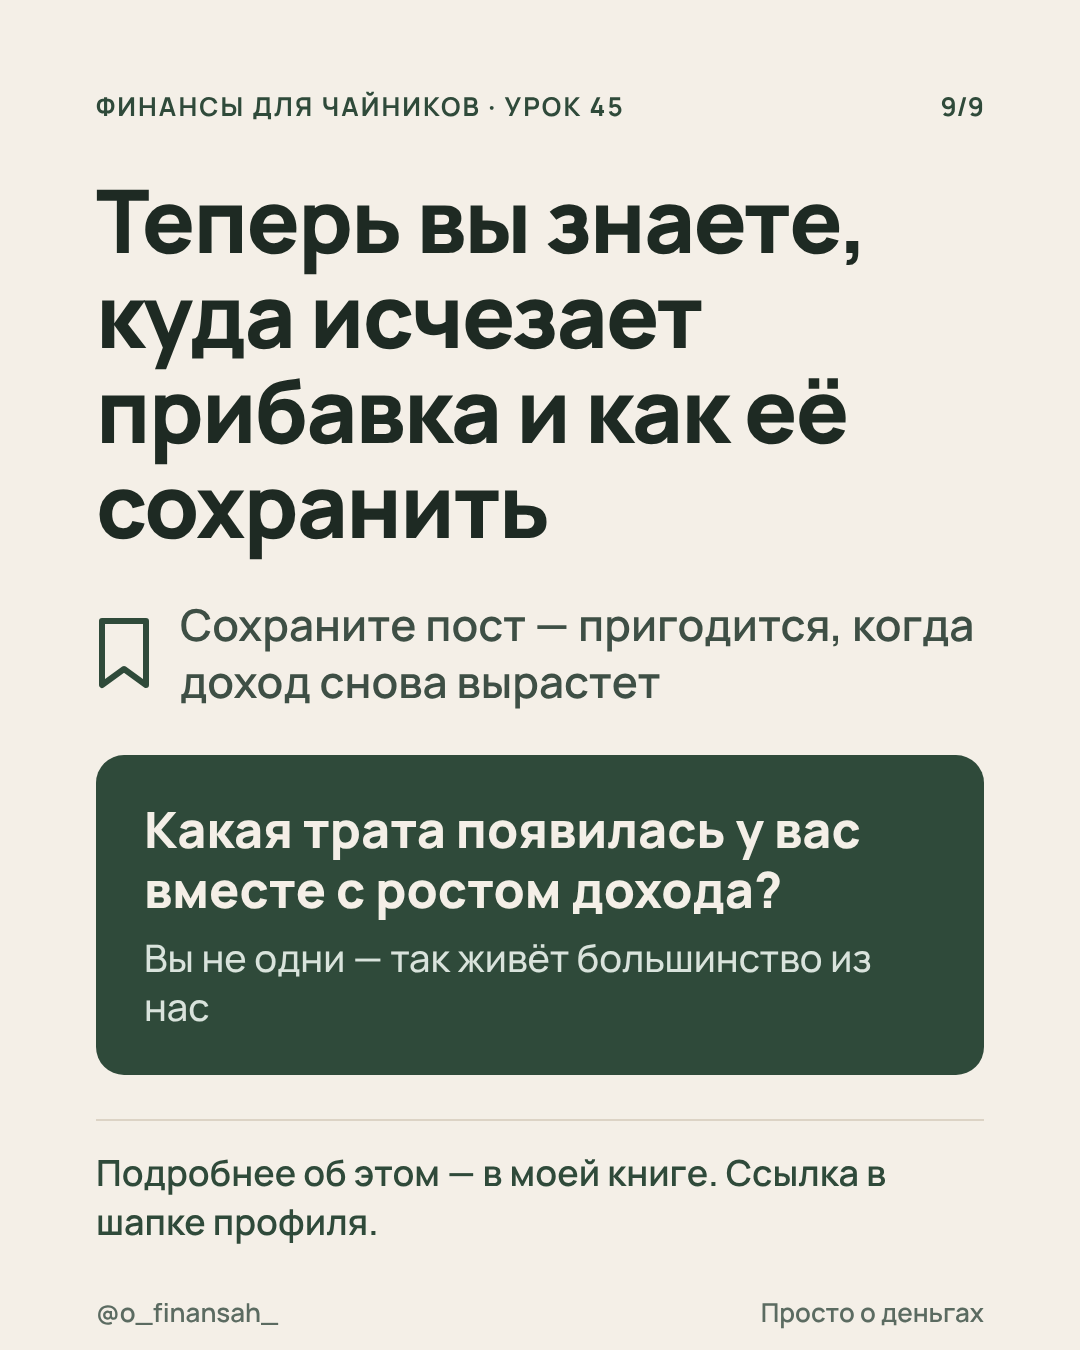 ФИНАНСЫ ДЛЯ ЧАЙНИКОВ · УРОК 45
9/9
Теперь вы знаете,
куда исчезает
прибавка и как её
сохранить
Сохраните пост — пригодится, когда
доход снова вырастет
Какая трата появилась у вас
вместе с ростом дохода?
Вы не одни — так живёт большинство из
нас
Подробнее об этом — в моей книге. Ссылка в
шапке профиля.
@o_finansah_
Просто о деньгах